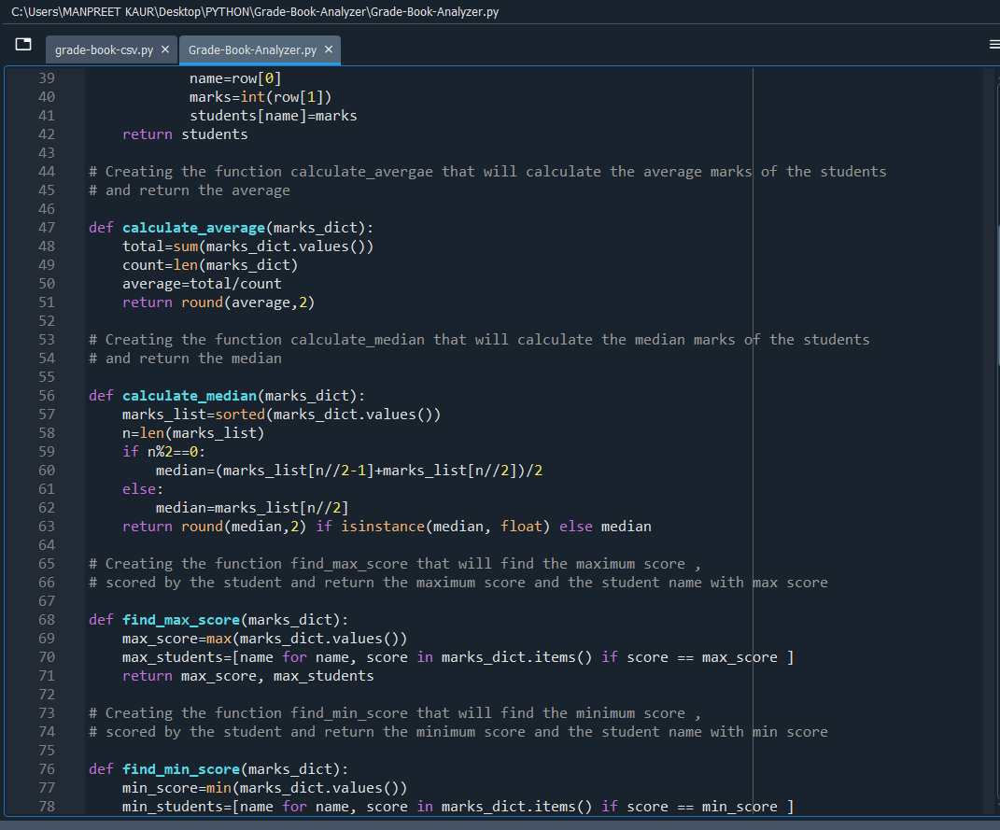 C:\Users\MANPREET KAUR\Desktop\PYTHON\Grade-Book-Analyzer\Grade-Book-Analyzer.py
grade-book-csv.py × Grade-Book-Analyzer.py ×
39             name=row[0]
40             marks=int(row[1])
41             students[name]=marks
42     return students
43
44 # Creating the function calculate_avergae that will calculate the average marks of the students
45 # and return the average
46
47 def calculate_average(marks_dict):
48     total=sum(marks_dict.values())
49     count=len(marks_dict)
50     average=total/count
51     return round(average,2)
52
53 # Creating the function calculate_median that will calculate the median marks of the students
54 # and return the median
55
56 def calculate_median(marks_dict):
57     marks_list=sorted(marks_dict.values())
58     n=len(marks_list)
59     if n%2==0:
60         median=(marks_list[n//2-1]+marks_list[n//2])/2
61     else:
62         median=marks_list[n//2]
63     return round(median,2) if isinstance(median, float) else median
64
65 # Creating the function find_max_score that will find the maximum score ,
66 # scored by the student and return the maximum score and the student name with max score
67
68 def find_max_score(marks_dict):
69     max_score=max(marks_dict.values())
70     max_students=[name for name, score in marks_dict.items() if score == max_score ]
71     return max_score, max_students
72
73 # Creating the function find_min_score that will find the minimum score ,
74 # scored by the student and return the minimum score and the student name with min score
75
76 def find_min_score(marks_dict):
77     min_score=min(marks_dict.values())
78     min_students=[name for name, score in marks_dict.items() if score == min_score ]